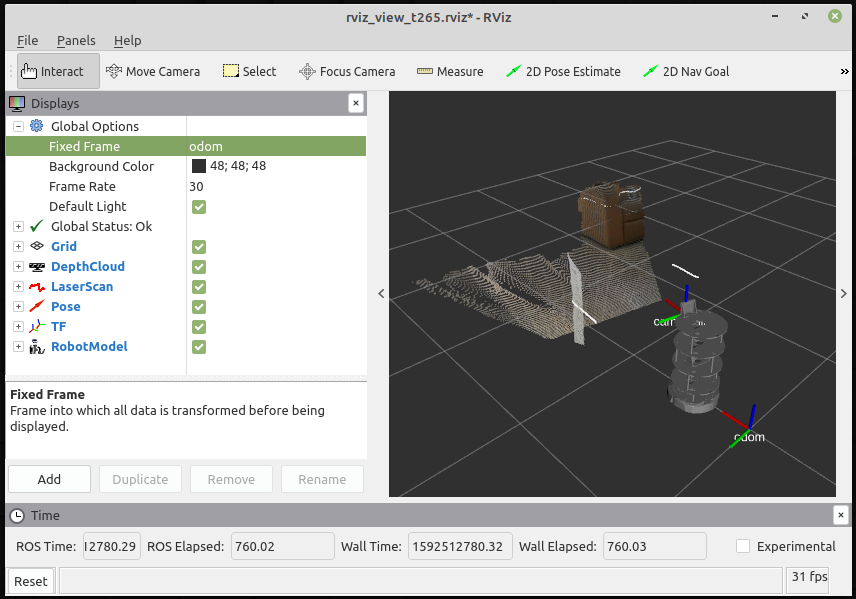 rviz_view_t265.rviz* - RViz
File Panels Help
Interact Move Camera Select Focus Camera Measure 2D Pose Estimate 2D Nav Goal »
Displays
Global Options
Fixed Frame odom
Background Color 48; 48; 48
Frame Rate 30
Default Light
Global Status: Ok
Grid
DepthCloud
LaserScan
Pose
TF
RobotModel
Fixed Frame
Frame into which all data is transformed before being
displayed.
Add Duplicate Remove Rename
odom
Time
ROS Time: 12780.29 ROS Elapsed: 760.02 Wall Time: 1592512780.32 Wall Elapsed: 760.03 Experimental
Reset 31 fps